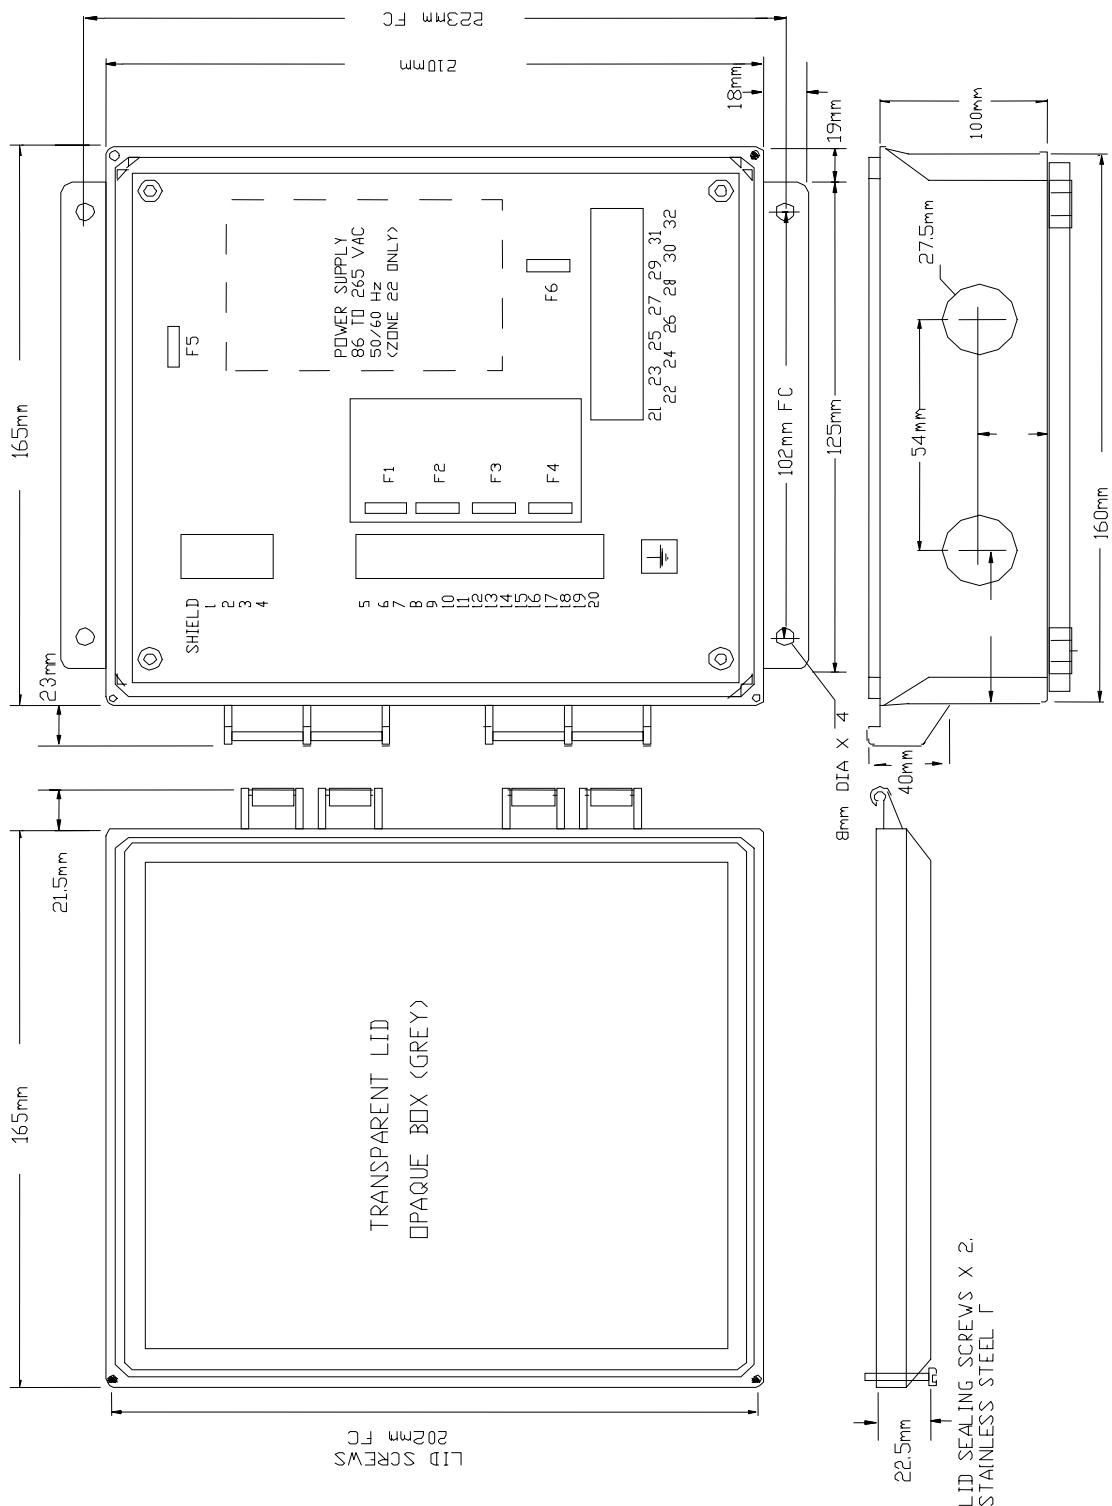 223mm FC
210mm
18mm
19mm
100mm
165mm
23mm
POWER SUPPLY
86 TO 265 VAC
50/60 Hz
(ZONE 22 ONLY)
F5
F6
21 23 25 27 29 31
22 24 26 28 30 32
F1
F2
F3
F4
SHIELD
1
2
3
4
5
6
7
8
9
10
11
12
13
14
15
16
17
18
19
20
102mm FC
125mm
8mm DIA X 4
27.5mm
54mm
160mm
40mm
21.5mm
165mm
TRANSPARENT LID
OPAQUE BOX (GREY)
LID SCREWS
202mm FC
22.5mm
LID SEALING SCREWS X 2.
STAINLESS STEEL